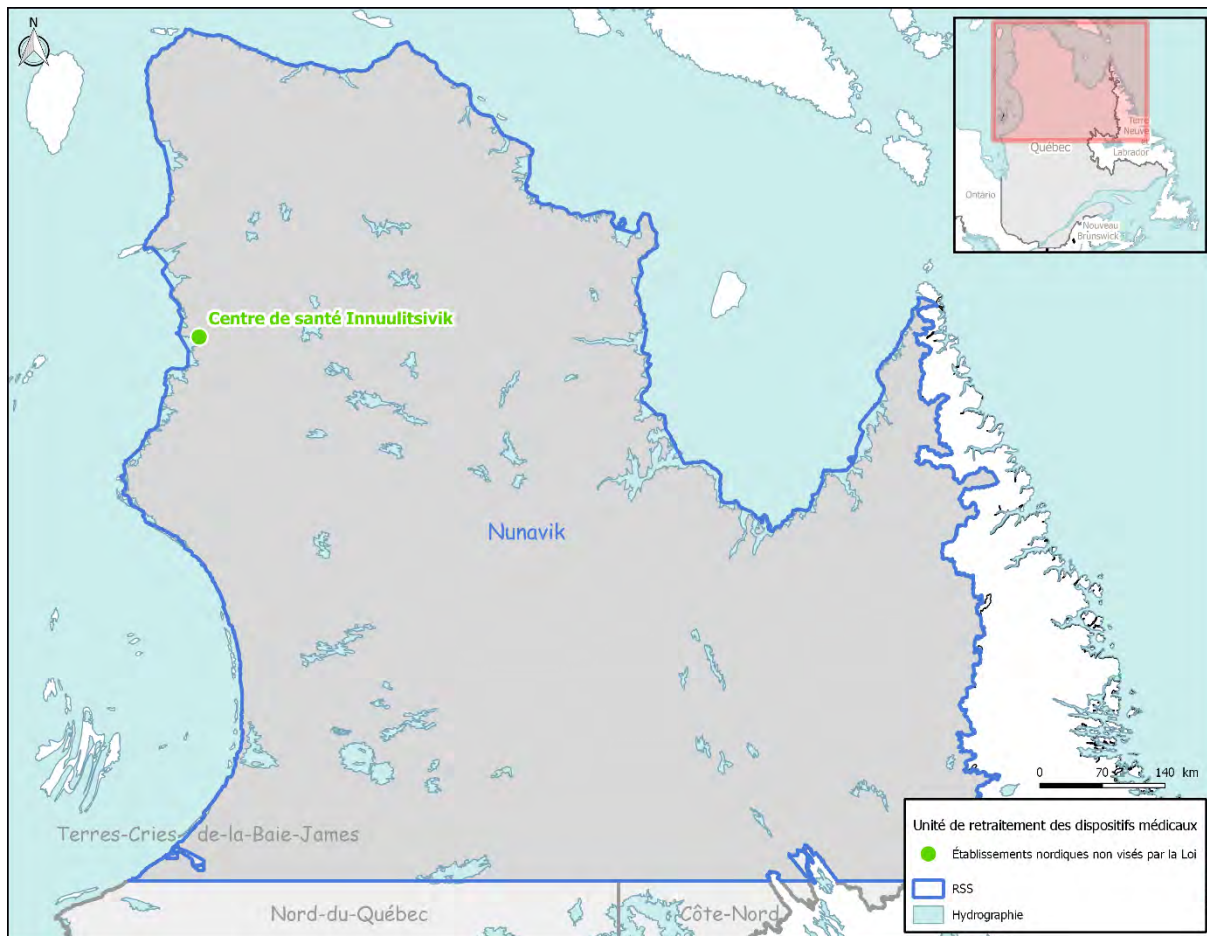 N
Terre
Neuve
Québec
Labrador
Ontario
Nouveau
Brunswick
Centre de santé Innuulitsivik
Nunavik
0 70 140 km
Terres-Cries- de-la-Baie-James
Nord-du-Québec
Côte-Nord
Unité de retraitement des dispositifs médicaux
Établissements nordiques non visés par la Loi
RSS
Hydrographie